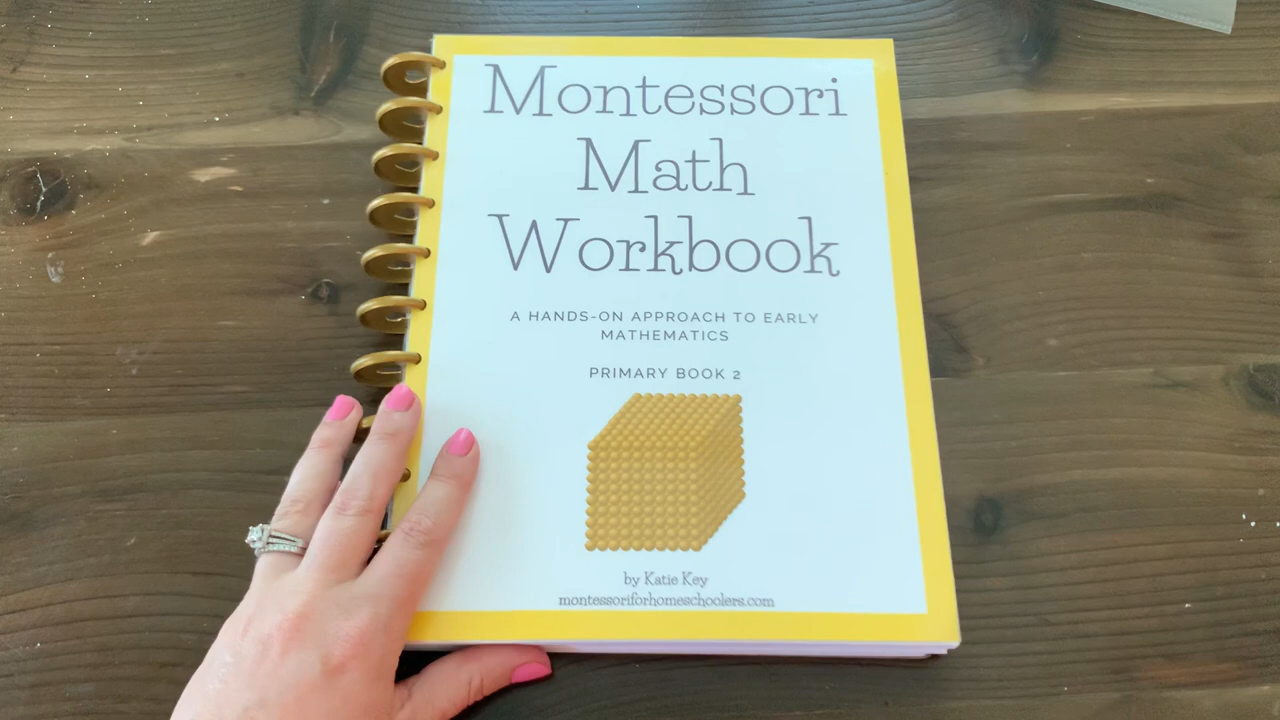 Montessori
Math
Workbook
A HANDS-ON APPROACH TO EARLY
MATHEMATICS
PRIMARY BOOK 2
by Katie Key
montessoriforhomeschoolers.com